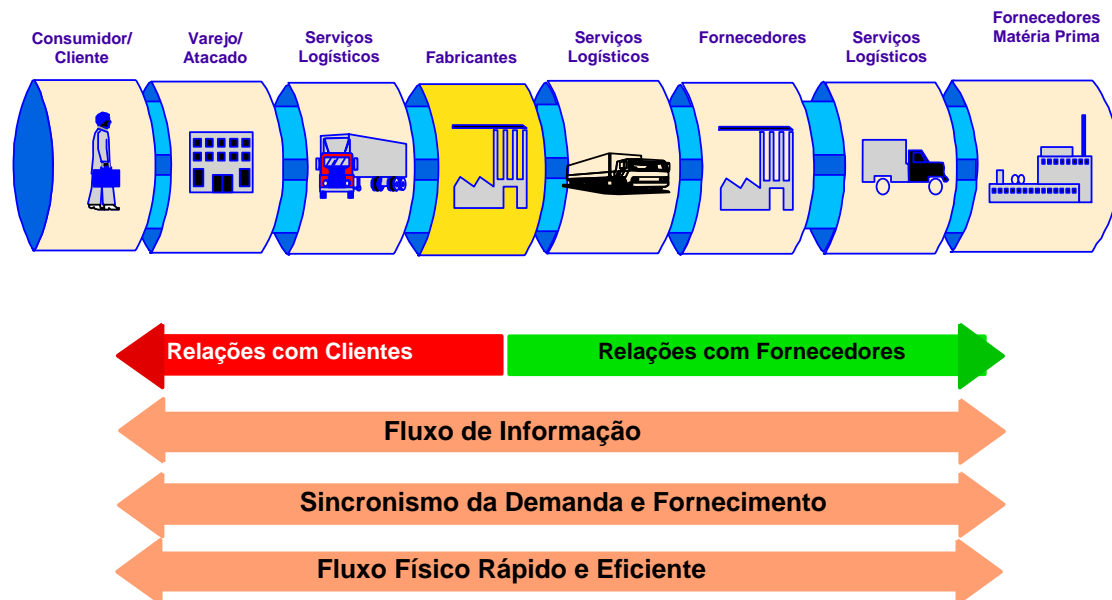 Consumidor/
Cliente
Varejo/
Atacado
Serviços
Logísticos
Fabricantes
Serviços
Logísticos
Fornecedores
Serviços
Logísticos
Fornecedores
Matéria Prima
Relações com Clientes
Relações com Fornecedores
Fluxo de Informação
Sincronismo da Demanda e Fornecimento
Fluxo Físico Rápido e Eficiente